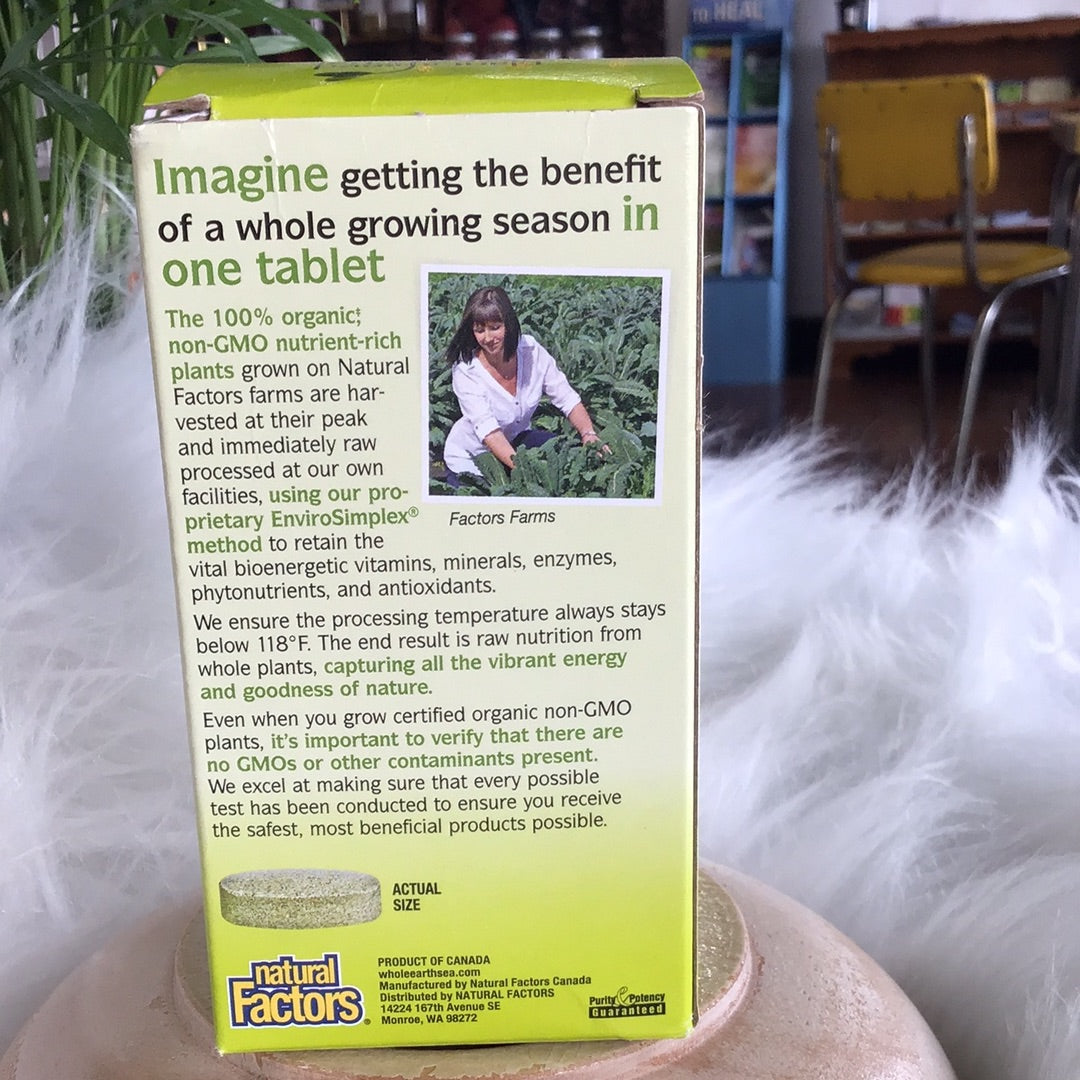 to HEAL
Imagine getting the benefit
of a whole growing season in
one tablet
The 100% organic‡,
non-GMO nutrient-rich
plants grown on Natural
Factors farms are har-
vested at their peak
and immediately raw
processed at our own
facilities, using our pro-
prietary EnviroSimplex®
method to retain the
vital bioenergetic vitamins, minerals, enzymes,
phytonutrients, and antioxidants.
Factors Farms
We ensure the processing temperature always stays
below 118°F. The end result is raw nutrition from
whole plants, capturing all the vibrant energy
and goodness of nature.
Even when you grow certified organic non-GMO
plants, it's important to verify that there are
no GMOs or other contaminants present.
We excel at making sure that every possible
test has been conducted to ensure you receive
the safest, most beneficial products possible.
ACTUAL
SIZE
natural
Factors®
PRODUCT OF CANADA
wholeearthsea.com
Manufactured by Natural Factors Canada
Distributed by NATURAL FACTORS
14224 167th Avenue SE
Monroe, WA 98272
Purity & Potency
Guaranteed